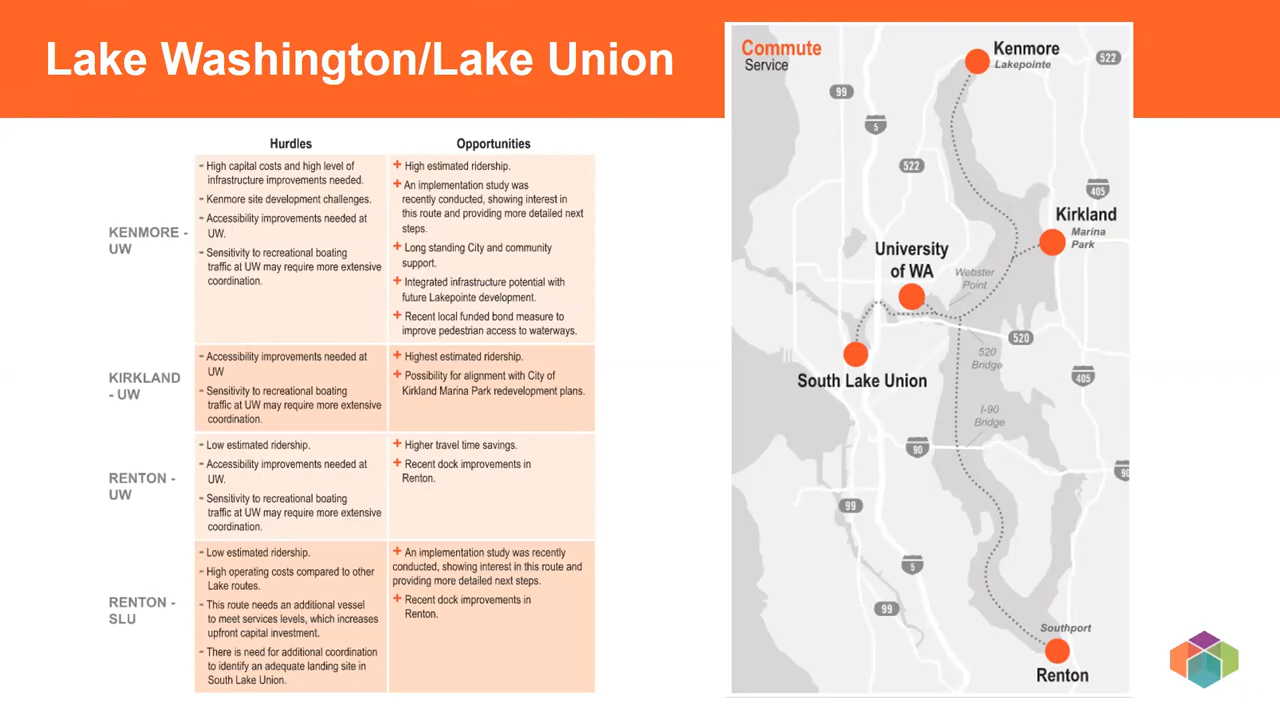 Lake Washington/Lake Union
Hurdles
Opportunities
KENMORE -
UW
- High capital costs and high level of
infrastructure improvements needed.
- Kenmore site development challenges.
- Accessibility improvements needed at
UW.
- Sensitivity to recreational boating
traffic at UW may require more extensive
coordination.
+ High estimated ridership.
+ An implementation study was
recently conducted, showing interest in
this route and providing more detailed next
steps.
+ Long standing City and community
support.
+ Integrated infrastructure potential with
future Lakepointe development.
+ Recent local funded bond measure to
improve pedestrian access to waterways.
KIRKLAND
- UW
- Accessibility improvements needed at
UW
- Sensitivity to recreational boating
traffic at UW may require more extensive
coordination.
+ Highest estimated ridership.
+ Possibility for alignment with City of
Kirkland Marina Park redevelopment plans.
RENTON -
UW
- Low estimated ridership.
- Accessibility improvements needed at
UW.
- Sensitivity to recreational boating
traffic at UW may require more extensive
coordination.
+ Higher travel time savings.
+ Recent dock improvements in
Renton.
RENTON -
SLU
- Low estimated ridership.
- High operating costs compared to other
Lake routes.
- This route needs an additional vessel
to meet services levels, which increases
upfront capital investment.
- There is need for additional coordination
to identify an adequate landing site in
South Lake Union.
+ An implementation study was recently
conducted, showing interest in this route and
providing more detailed next steps.
+ Recent dock improvements in
Renton.
Commute
Service
Kenmore
Lakepointe
522
99
5
522
405
Kirkland
Marina
Park
University
of WA
Webster
Point
520
520
Bridge
South Lake Union
405
I-90
Bridge
90
90
99
5
99
Southport
Renton